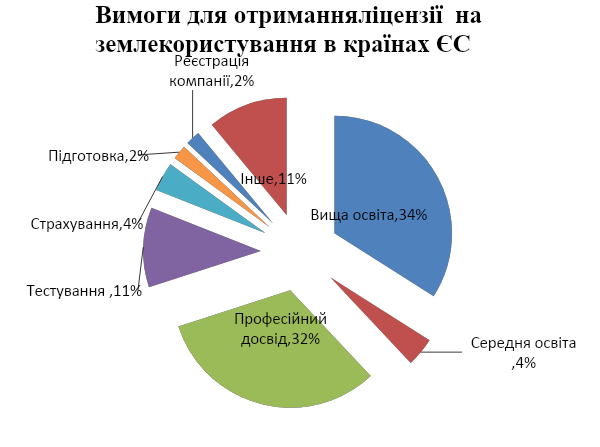 Вимоги для отриманняліцензії на
землекористування в країнах ЄС
Реєстрація
компанії,2%
Підготовка,2%
Інше,11%
Вища освіта,34%
Страхування,4%
Тестування ,11%
Професійний
досвід,32%
Середня освіта
,4%